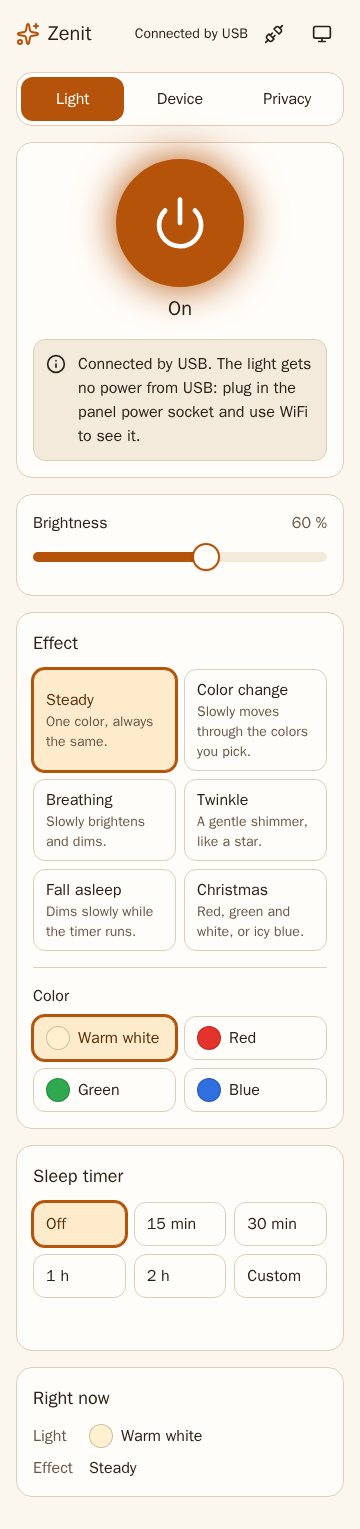 Zenit
Connected by USB
Light
Device
Privacy
On
Connected by USB. The light gets
no power from USB: plug in the
panel power socket and use WiFi
to see it.
Brightness
60 %
Effect
Steady
One color, always
the same.
Color change
Slowly moves
through the colors
you pick.
Breathing
Slowly brightens
and dims.
Twinkle
A gentle shimmer,
like a star.
Fall asleep
Dims slowly while
the timer runs.
Christmas
Red, green and
white, or icy blue.
Color
Warm white
Red
Green
Blue
Sleep timer
Off
15 min
30 min
1 h
2 h
Custom
Right now
Light
Warm white
Effect
Steady